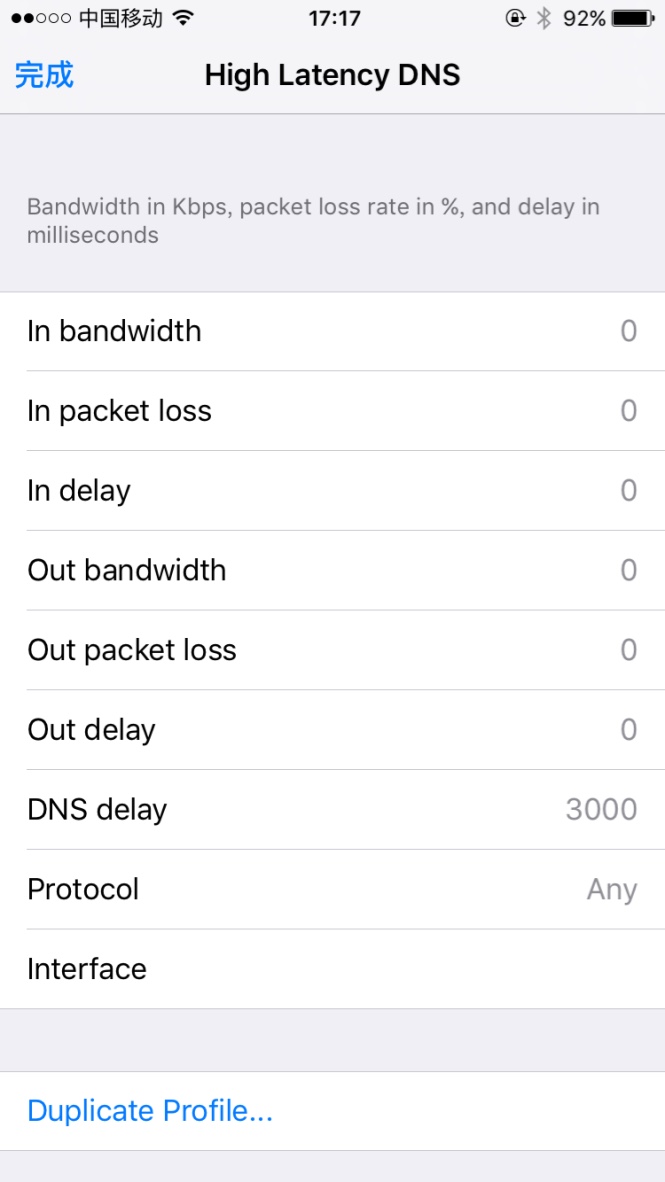 中国移动 17:17 92%
完成 High Latency DNS
Bandwidth in Kbps, packet loss rate in %, and delay in
milliseconds
In bandwidth 0
In packet loss 0
In delay 0
Out bandwidth 0
Out packet loss 0
Out delay 0
DNS delay 3000
Protocol Any
Interface
Duplicate Profile...